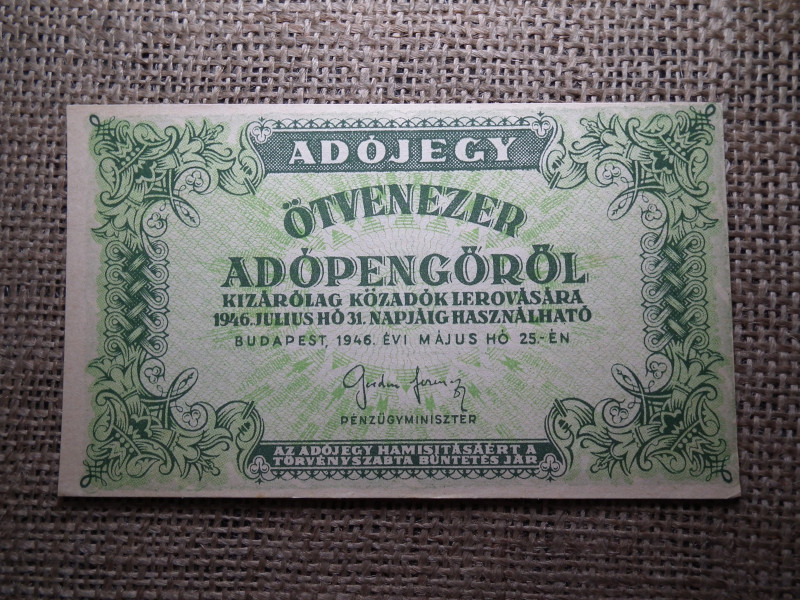 ADÓJEGY
ÖTVENEZER
ADÓPENGŐRŐL
KIZÁRÓLAG KÖZADÓK LEROVÁSÁRA
1946. JULIUS HÓ 31. NAPJÁIG HASZNÁLHATÓ
BUDAPEST, 1946. ÉVI MÁJUS HÓ 25-ÉN
PÉNZÜGYMINISZTER
AZ ADÓJEGY HAMISITÁSÁÉRT A
TÖRVÉNYSZABTA BÜNTETÉS JÁR